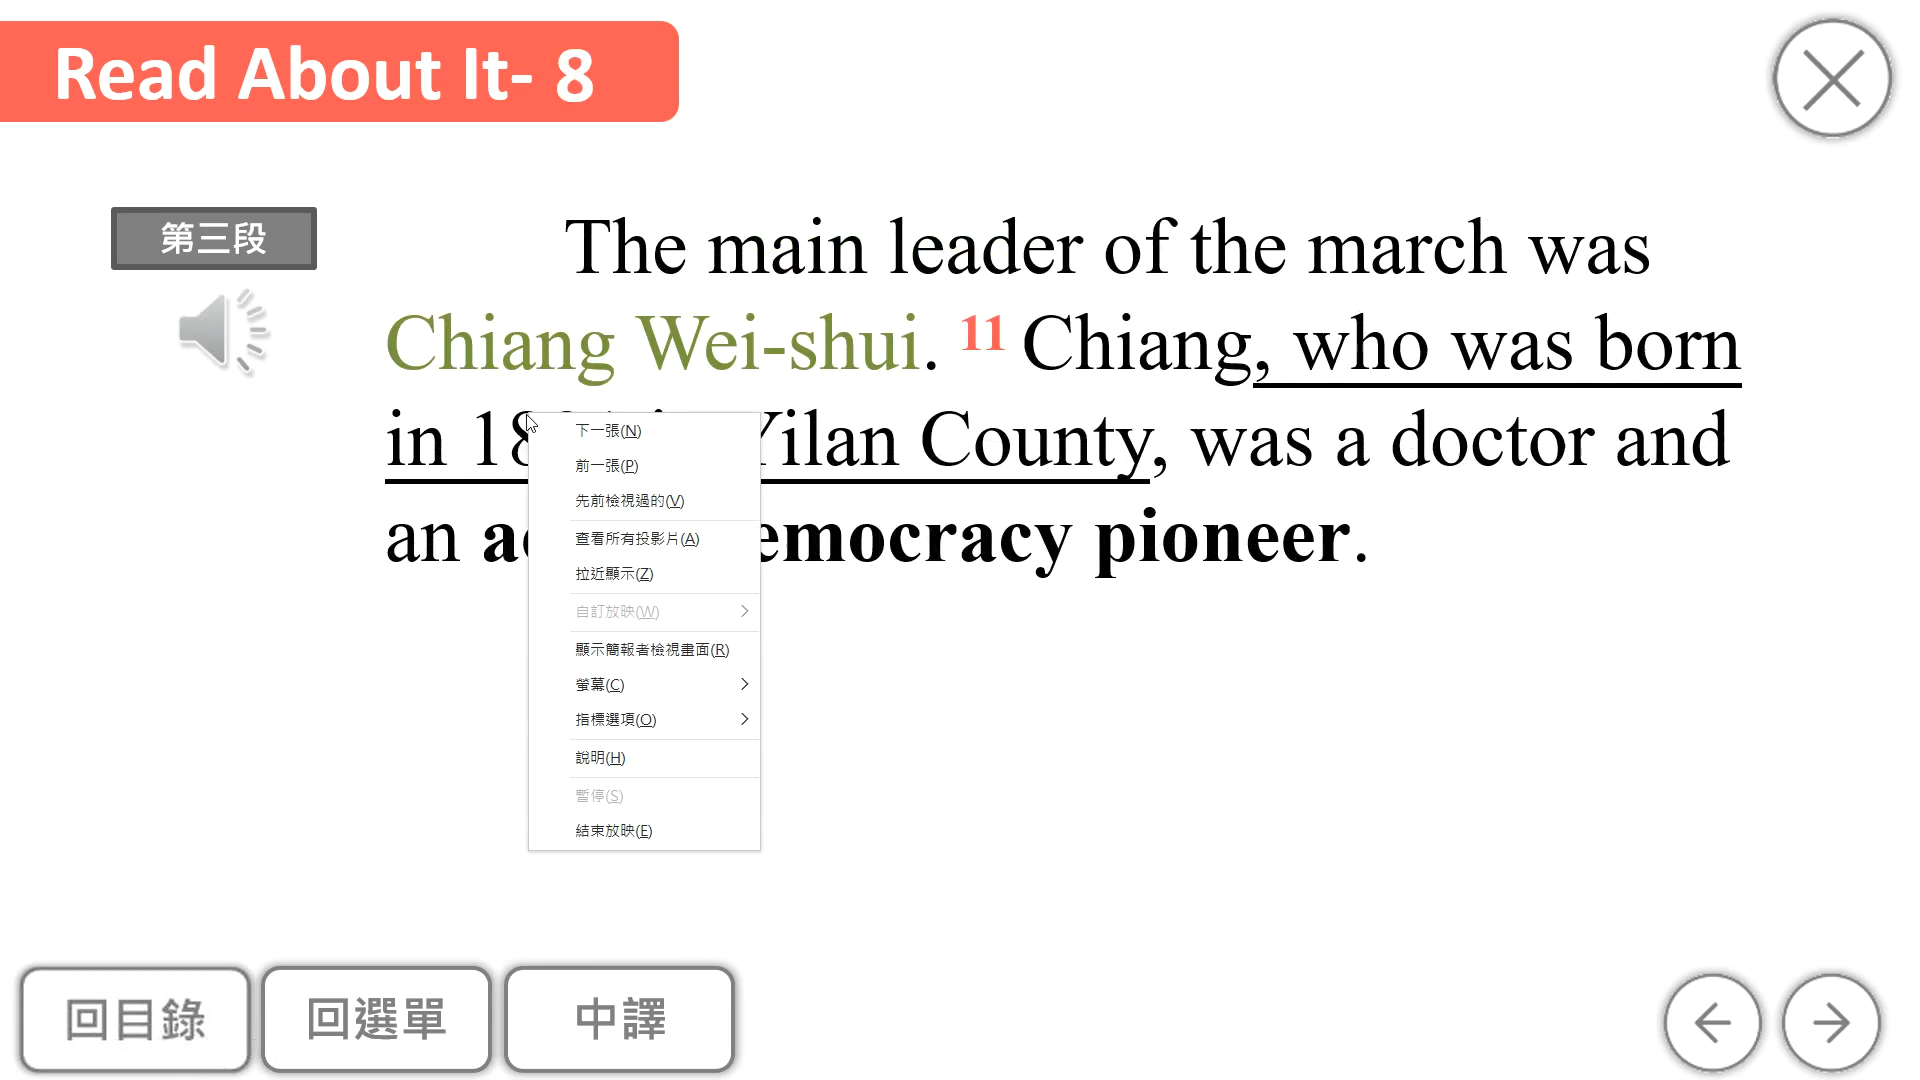 Read About It- 8
第三段
The main leader of the march was
Chiang Wei-shui. 11 Chiang, who was born
in Yilan County, was a doctor and
an pioneer.
下一張(N)
前一張(P)
先前檢視過的(V)
查看所有投影片(A)
拉近顯示(Z)
自訂放映(W)
顯示簡報者檢視畫面(R)
螢幕(C)
指標選項(O)
說明(H)
暫停(S)
結束放映(E)
回目錄
回選單
中譯